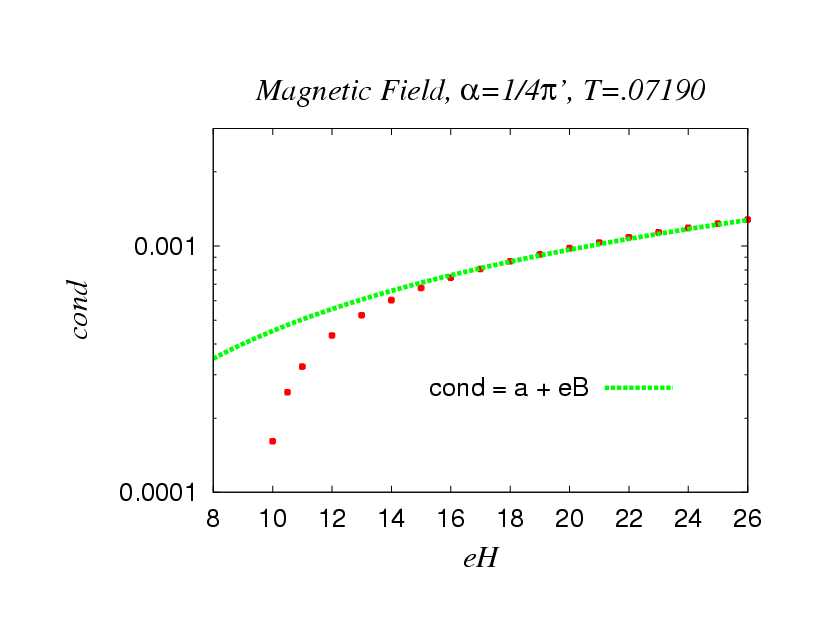 Magnetic Field, α=1/4π’, T=.07190
cond
0.001
0.0001
cond = a + eB
8 10 12 14 16 18 20 22 24 26
eH